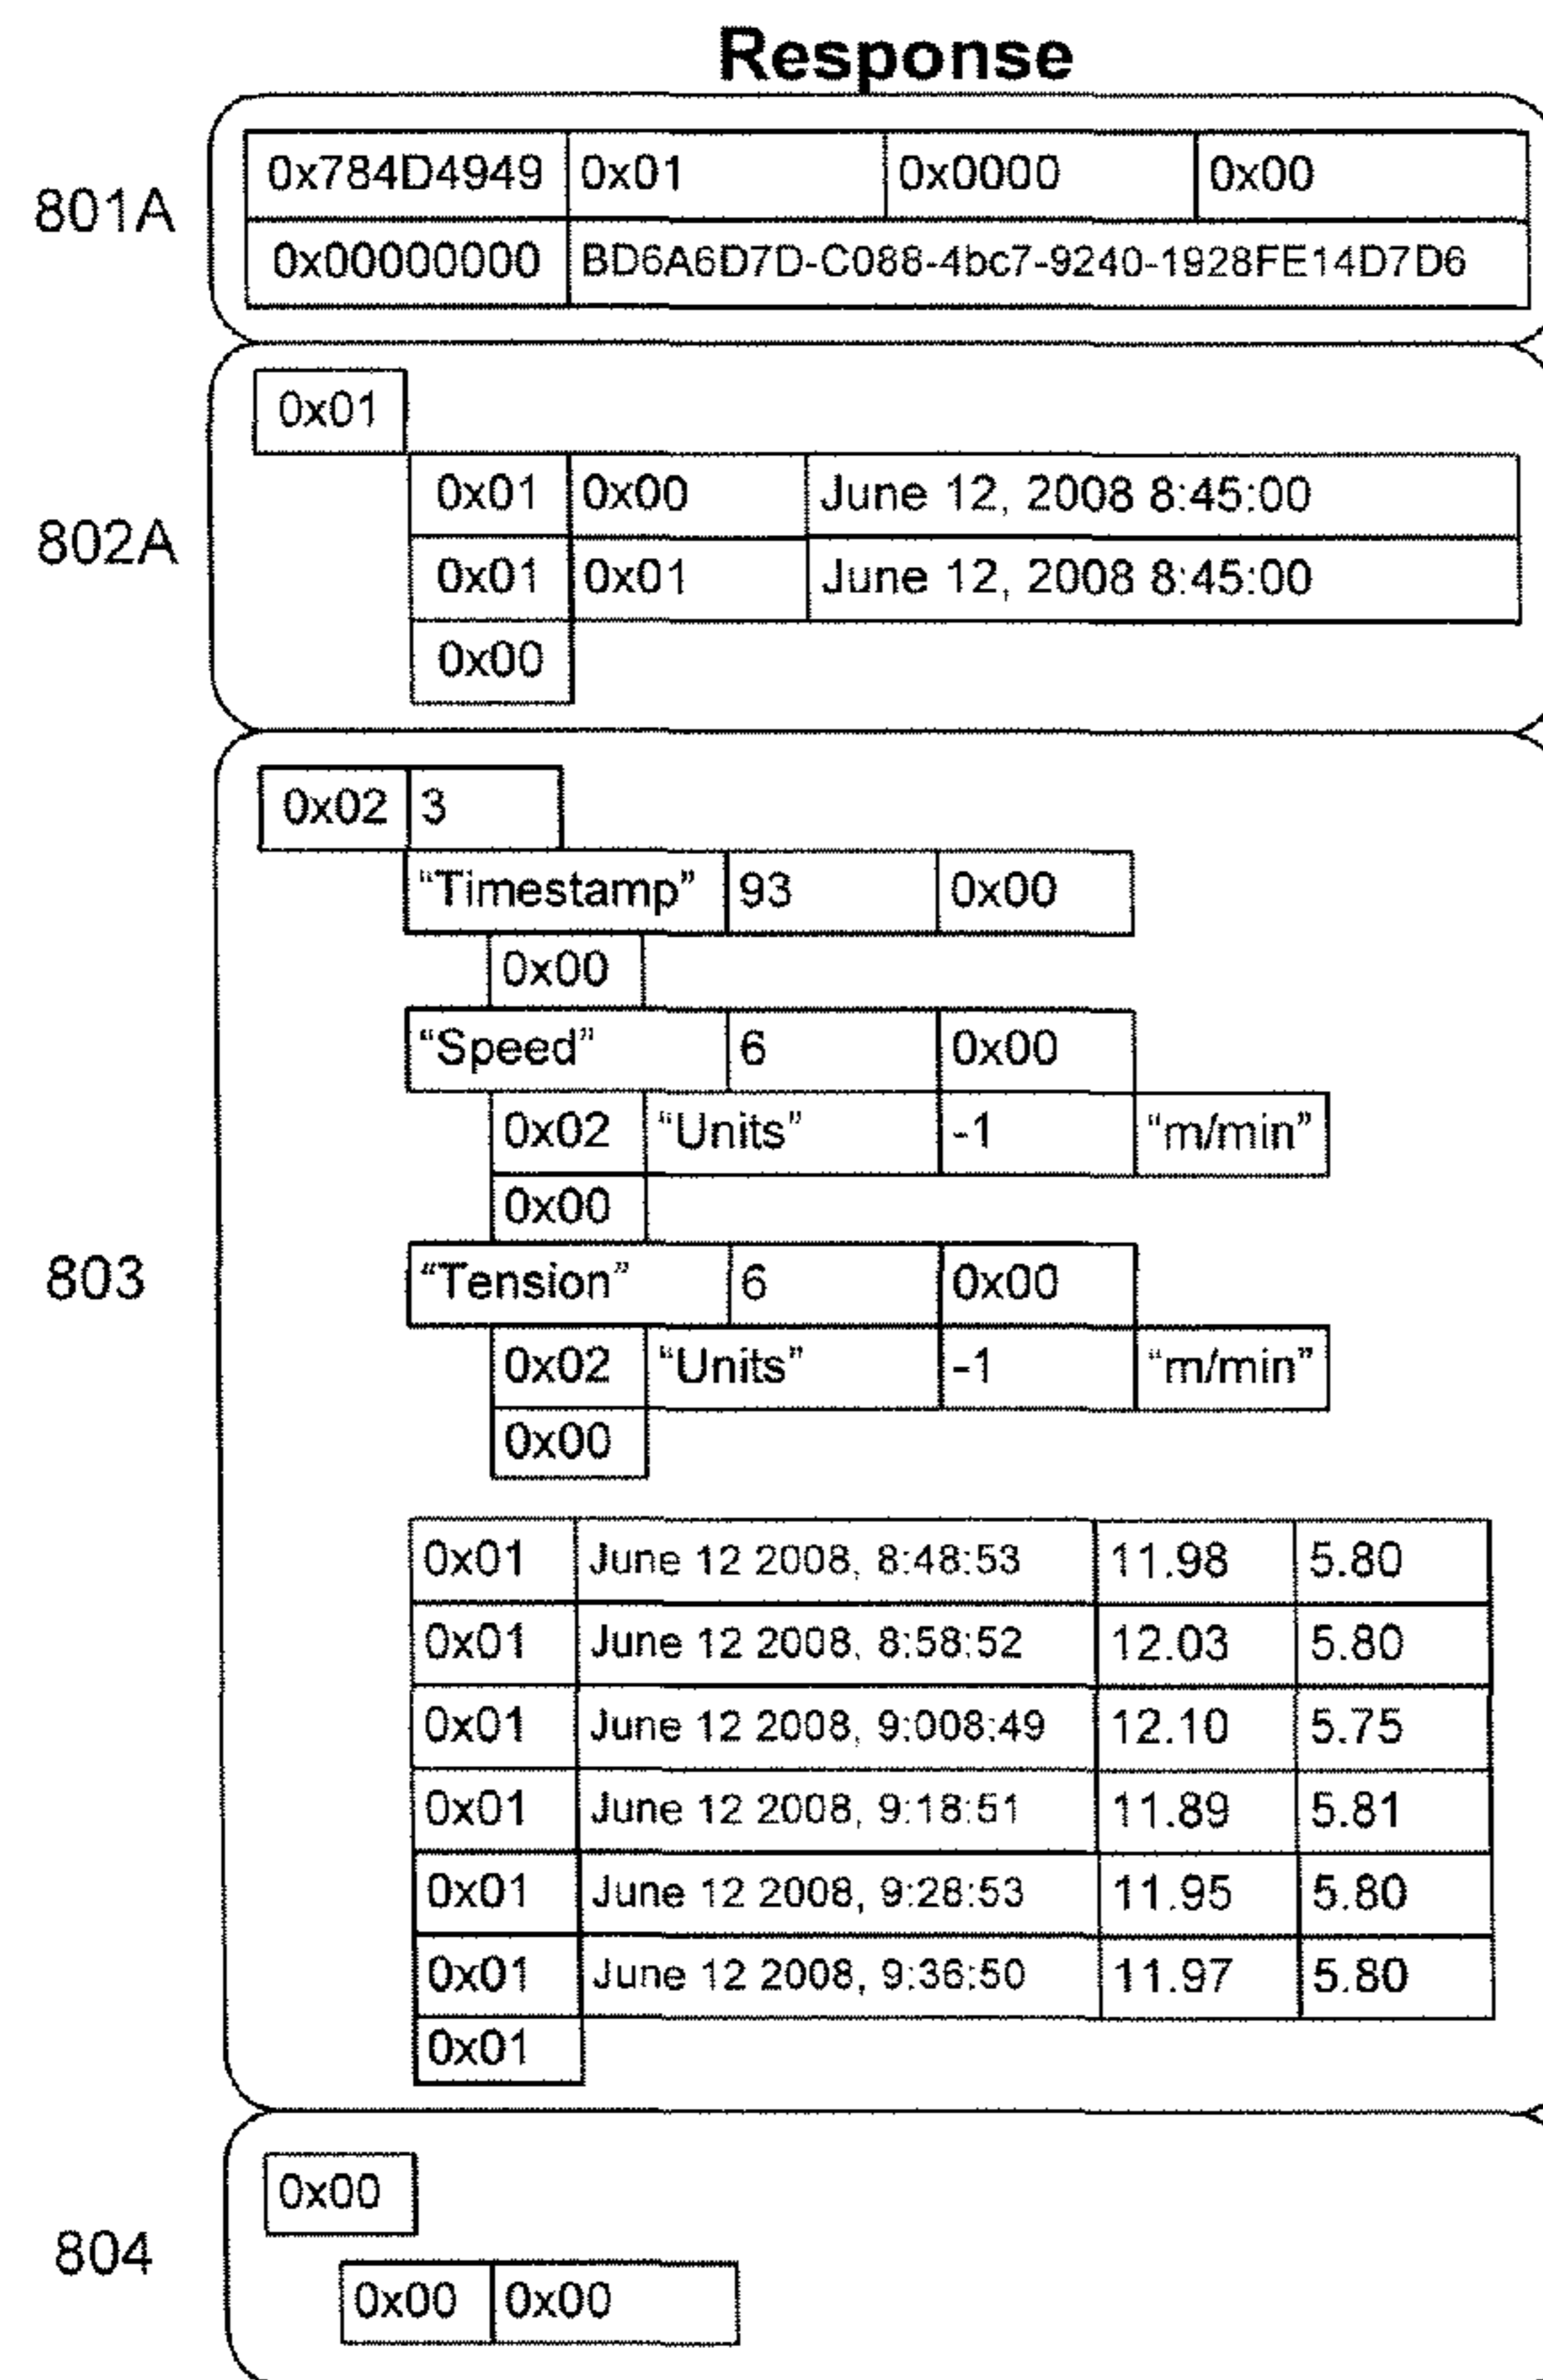 Response
801A
0x784D4949 0x01 0x0000 0x00
0x00000000 BD6A6D7D-C088-4bc7-9240-1928FE14D7D6
802A
0x01
0x01 0x00 June 12, 2008 8:45:00
0x01 0x01 June 12, 2008 8:45:00
0x00
803
0x02 3
“Timestamp” 93 0x00
0x00
“Speed” 6 0x00
0x02 “Units” -1 “m/min”
0x00
“Tension” 6 0x00
0x02 “Units” -1 “m/min”
0x00
0x01 June 12 2008, 8:48:53 11.98 5.80
0x01 June 12 2008, 8:58:52 12.03 5.80
0x01 June 12 2008, 9:008:49 12.10 5.75
0x01 June 12 2008, 9:18:51 11.89 5.81
0x01 June 12 2008, 9:28:53 11.95 5.80
0x01 June 12 2008, 9:36:50 11.97 5.80
0x01
804
0x00
0x00 0x00